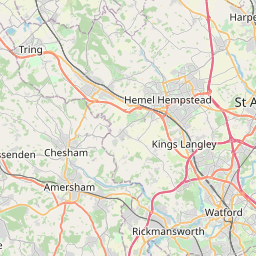 Harpe
Tring
Hemel Hempstead
St A
Kings Langley
Chesham
ssenden
Amersham
Watford
Rickmansworth